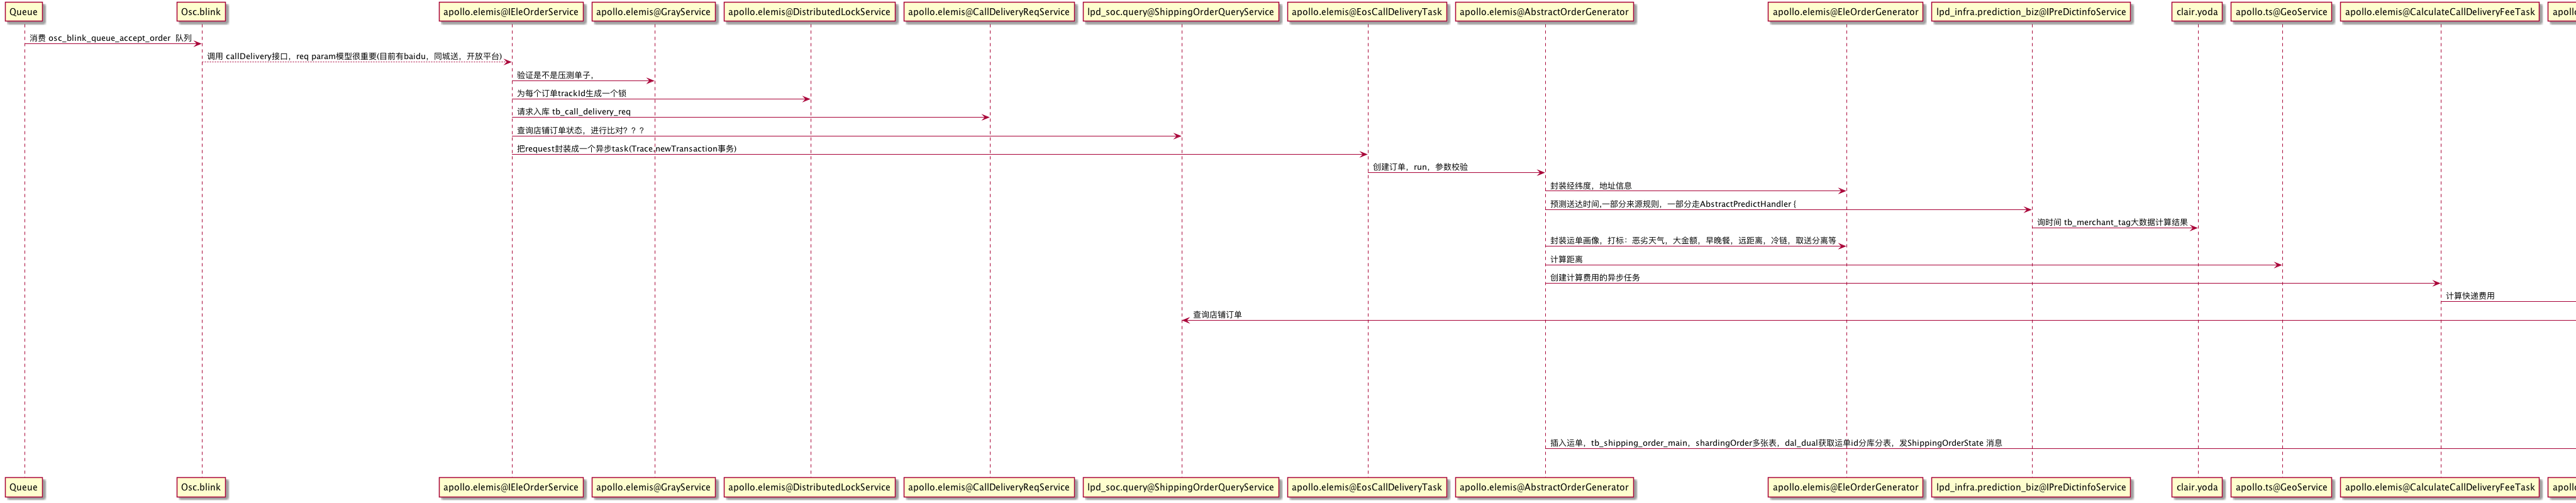 Queue
Osc.blink
apollo.elemis@IEleOrderService
apollo.elemis@GrayService
apollo.elemis@DistributedLockService
apollo.elemis@CallDeliveryReqService
lpd_soc.query@ShippingOrderQueryService
apollo.elemis@EosCallDeliveryTask
apollo.elemis@AbstractOrderGenerator
apollo.elemis@EleOrderGenerator
lpd_infra.prediction_biz@IPreDictinfoService
clair.yoda
apollo.ts@GeoService
apollo.elemis@CalculateCallDeliveryFeeTask
apoll
消费 osc_blink_queue_accept_order 队列
调用 callDelivery接口，req param模型很重要(目前有baidu，同城送，开放平台)
验证是不是压测单子，
为每个订单trackId生成一个锁
请求入库 tb_call_delivery_req
查询店铺订单状态，进行比对？？？
把request封装成一个异步task(Trace.newTransaction事务)
创建订单，run，参数校验
封装经纬度，地址信息
预测送达时间,一部分来源规则，一部分走AbstractPredictHandler {
询时间 tb_merchant_tag大数据计算结果
封装运单画像，打标：恶劣天气，大金额，早晚餐，远距离，冷链，取送分离等
计算距离
创建计算费用的异步任务
计算快递费用
查询店铺订单
插入运单，tb_shipping_order_main，shardingOrder多张表，dal_dual获取运单id分库分表，发ShippingOrderState 消息
Queue
Osc.blink
apollo.elemis@IEleOrderService
apollo.elemis@GrayService
apollo.elemis@DistributedLockService
apollo.elemis@CallDeliveryReqService
lpd_soc.query@ShippingOrderQueryService
apollo.elemis@EosCallDeliveryTask
apollo.elemis@AbstractOrderGenerator
apollo.elemis@EleOrderGenerator
lpd_infra.prediction_biz@IPreDictinfoService
clair.yoda
apollo.ts@GeoService
apollo.elemis@CalculateCallDeliveryFeeTask
apoll